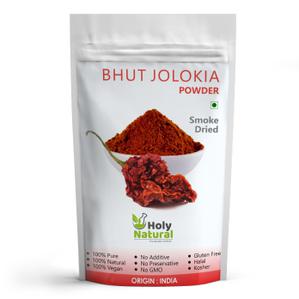 BHUT JOLOKIA
POWDER
Smoke
Dried
Holy
Natural
100% Pure
100% Natural
100% Vegan
No Additive
No Preservative
No GMO
Gluten Free
Halal
Kosher
ORIGIN : INDIA